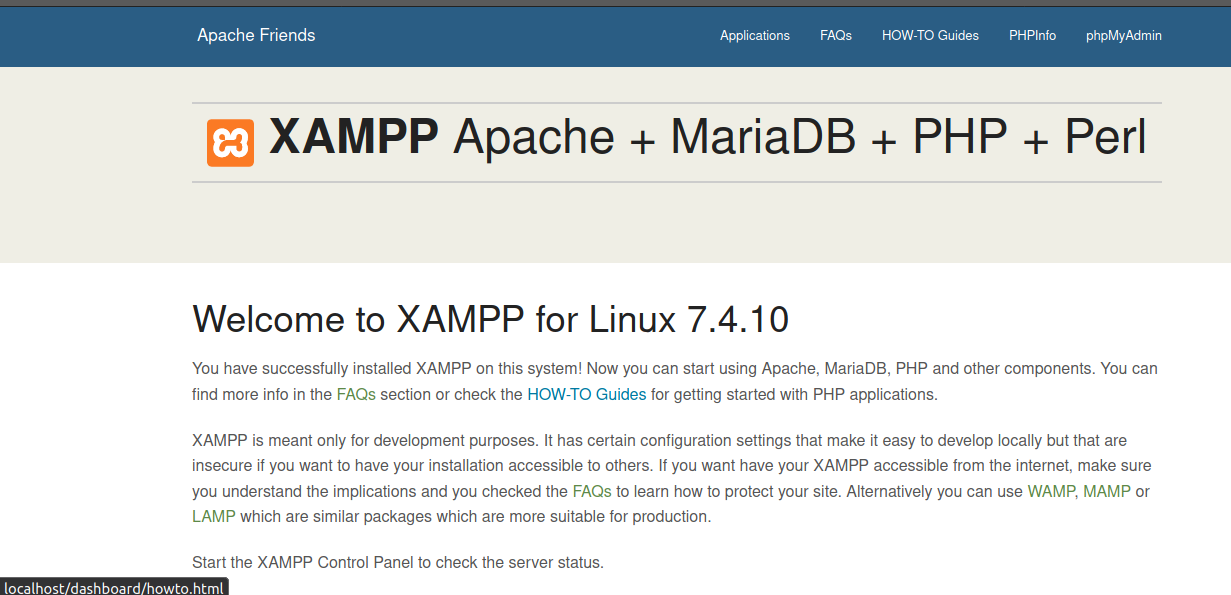 Apache Friends
Applications FAQs HOW-TO Guides PHPInfo phpMyAdmin
XAMPP Apache + MariaDB + PHP + Perl
Welcome to XAMPP for Linux 7.4.10
You have successfully installed XAMPP on this system! Now you can start using Apache, MariaDB, PHP and other components. You can
find more info in the FAQs section or check the HOW-TO Guides for getting started with PHP applications.
XAMPP is meant only for development purposes. It has certain configuration settings that make it easy to develop locally but that are
insecure if you want to have your installation accessible to others. If you want have your XAMPP accessible from the internet, make sure
you understand the implications and you checked the FAQs to learn how to protect your site. Alternatively you can use WAMP, MAMP or
LAMP which are similar packages which are more suitable for production.
Start the XAMPP Control Panel to check the server status.
localhost/dashboard/howto.html